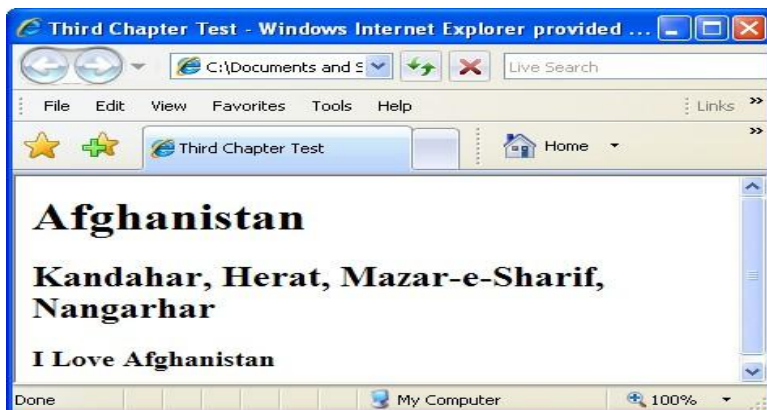 Third Chapter Test - Windows Internet Explorer provided ...
C:\Documents and S
Live Search
File Edit View Favorites Tools Help
Links »
»
Third Chapter Test
Home
Afghanistan
Kandahar, Herat, Mazar-e-Sharif,
Nangarhar
I Love Afghanistan
Done
My Computer
100%